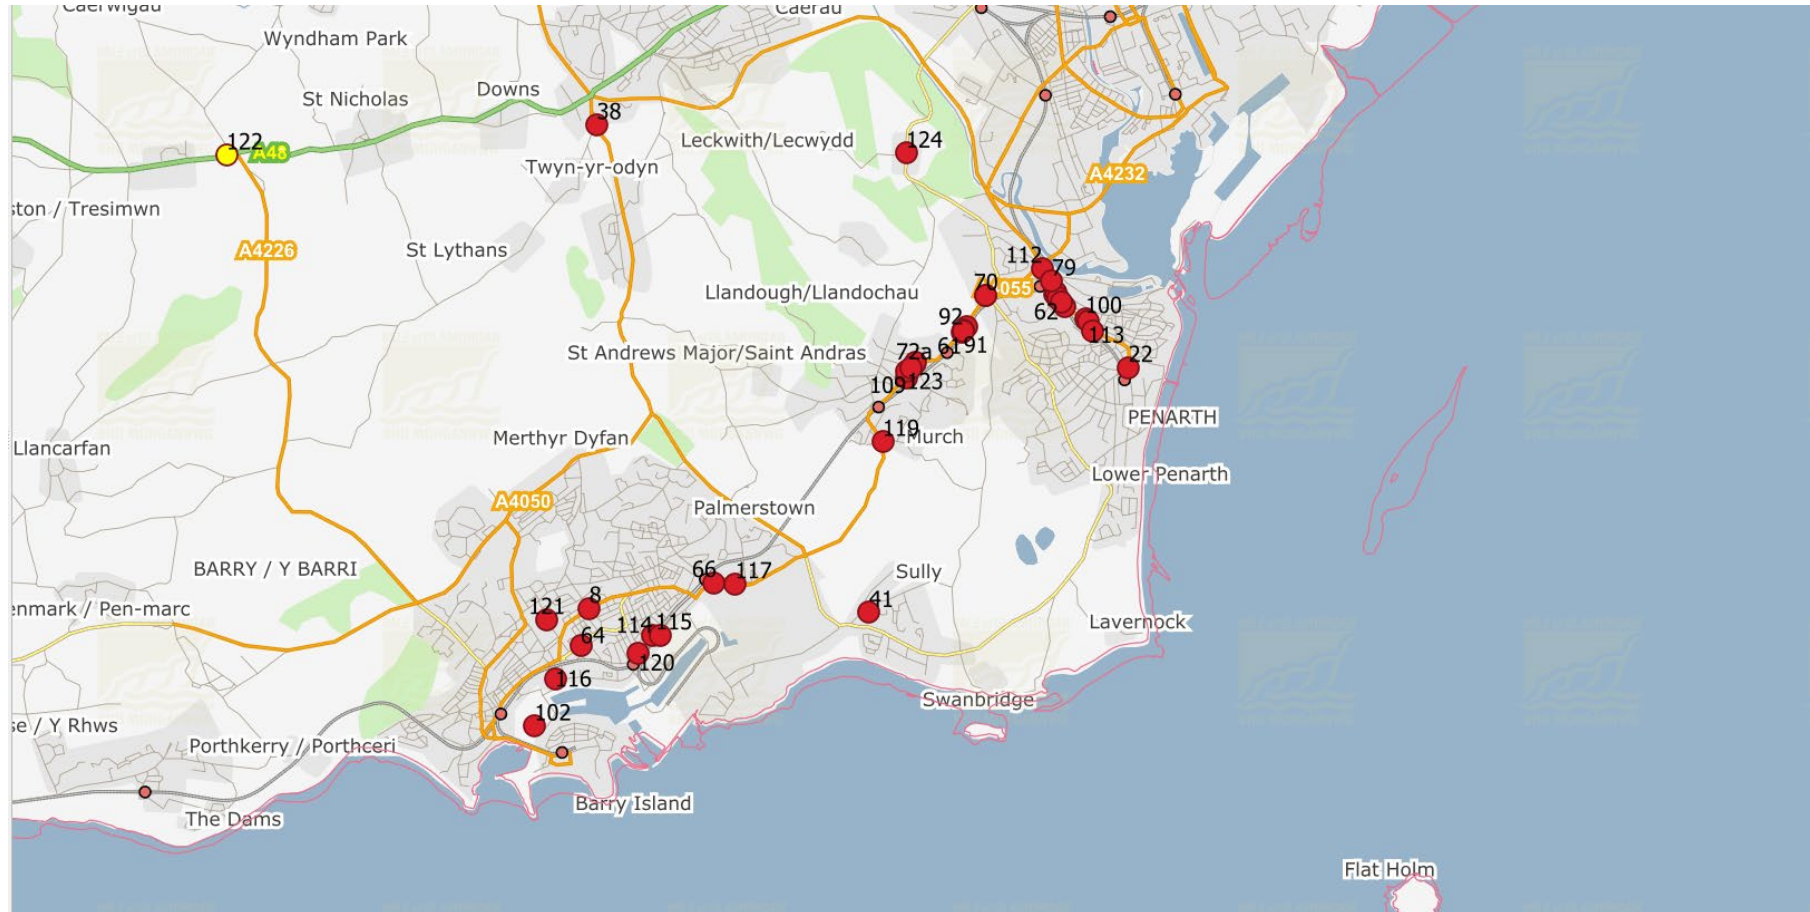 Caerwigau
Caerau
Wyndham Park
Downs
St Nicholas
38
122
A48
Leckwith/Lecwydd
124
Twyn-yr-odyn
A4232
ston / Tresimwn
A4226
St Lythans
112
79
70
055
Llandough/Llandochau
62
100
92
113
6191
St Andrews Major/Saint Andras
72a
22
109
123
PENARTH
119
Murch
Merthyr Dyfan
Llancarfan
Lower Penarth
A4050
Palmerstown
BARRY / Y BARRI
66
117
Sully
8
41
enmark / Pen-marc
121
114
115
Lavernock
64
120
116
Swanbridge
102
se / Y Rhws
Porthkerry / Porthceri
Barry Island
The Dams
Flat Holm